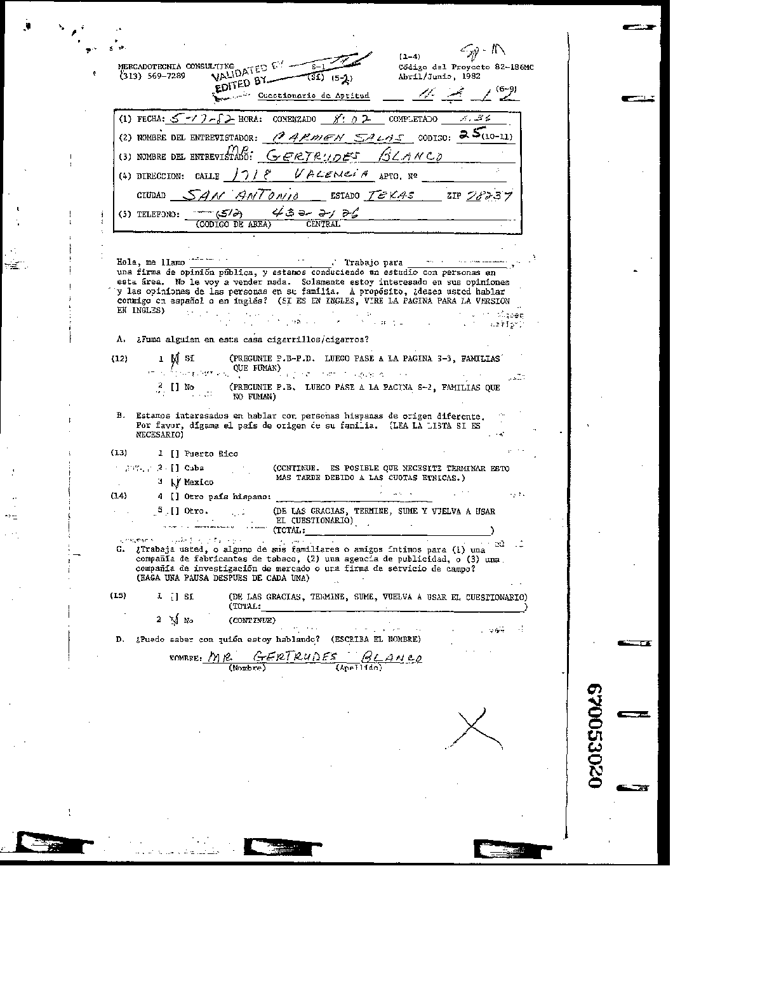 MERCADOTECNIA CONSULTING
(313) 569-7289
VALIDATED BY
EDITED BY
S-1
(SI) (5-2)
Cuestionario de Aptitud
(1-4)
Código del Proyecto 82-186MC
Abril/Junio, 1982
(6-9)
(1) FECHA: 5-17-82 HORA: COMENZADO 8:02 COMPLETADO
(2) NOMBRE DEL ENTREVISTADOR: CARMEN SALAS CODIGO: 25 (10-11)
(3) NOMBRE DEL ENTREVISTADO: MR. GERTRUDES BLANCO
(4) DIRECCION: CALLE 1718 VALENCIA APTO. Nº
CIUDAD SAN ANTONIO ESTADO TEXAS ZIP 78237
(5) TELEFONO: (512) 432-2126
(CODIGO DE AREA) CENTRAL
Hola, me llamo Trabajo para
una firma de opinión pública, y estamos conduciendo un estudio con personas en
esta área. No le voy a vender nada. Solamente estoy interesado en sus opiniones
y las opiniones de las personas en su familia. A propósito, ¿desea usted hablar
conmigo en español o en inglés? (SI ES EN INGLES, VIRE LA PAGINA PARA LA VERSION
EN INGLES)
A. ¿Fuma alguien en esta casa cigarrillos/cigarros?
(12) 1 [X] SI (PREGUNTE P.B-P.D. LUEGO PASE A LA PAGINA S-3, FAMILIAS
QUE FUMAN)
2 [] No (PREGUNTE P.B. LUEGO PASE A LA PAGINA S-2, FAMILIAS QUE
NO FUMAN)
B. Estamos interesados en hablar con personas hispanas de origen diferente.
Por favor, dígame el país de origen de su familia. (LEA LA LISTA SI ES
NECESARIO)
(13) 1 [] Puerto Rico
2 [] Cuba (CONTINUE. ES POSIBLE QUE NECESITE TERMINAR ESTO
3 [X] Mexico MAS TARDE DEBIDO A LAS CUOTAS ETNICAS.)
(14) 4 [] Otro país hispano:
5 [] Otro. (DE LAS GRACIAS, TERMINE, SUME Y VUELVA A USAR
EL CUESTIONARIO)
(TOTAL: )
C. ¿Trabaja usted, o alguno de sus familiares o amigos íntimos para (1) una
compañía de fabricantes de tabaco, (2) una agencia de publicidad, o (3) una
compañía de investigación de mercado o una firma de servicio de campo?
(HAGA UNA PAUSA DESPUES DE CADA UNA)
(15) 1 [] SI (DE LAS GRACIAS, TERMINE, SUME, VUELVA A USAR EL CUESTIONARIO)
(TOTAL: )
2 [X] No (CONTINUE)
D. ¿Puedo saber con quién estoy hablando? (ESCRIBA EL NOMBRE)
NOMBRE: MR. GERTRUDES BLANCO
(Nombre) (Apellido)
670053020